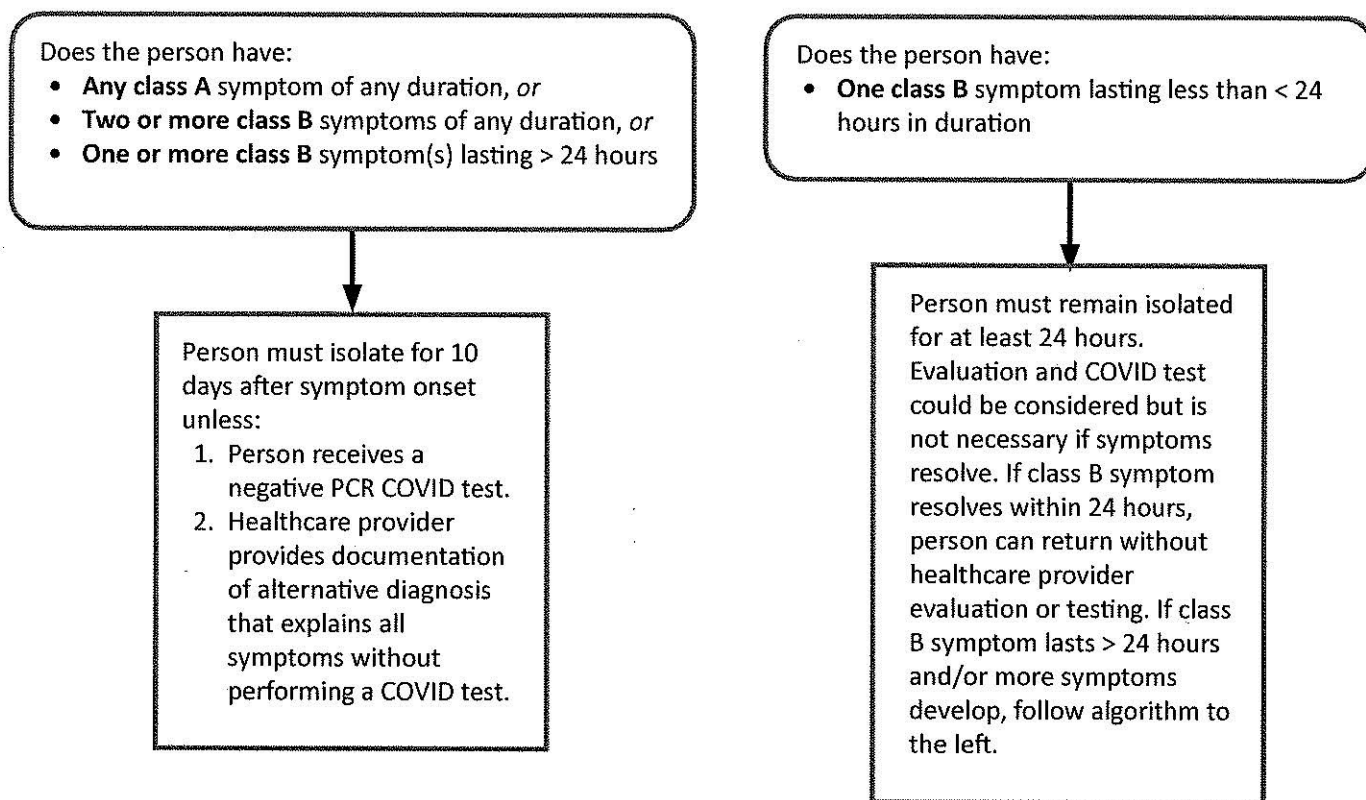 Does the person have:
• Any class A symptom of any duration, or
• Two or more class B symptoms of any duration, or
• One or more class B symptom(s) lasting > 24 hours
Person must isolate for 10
days after symptom onset
unless:
1. Person receives a
negative PCR COVID test.
2. Healthcare provider
provides documentation
of alternative diagnosis
that explains all
symptoms without
performing a COVID test.
Does the person have:
• One class B symptom lasting less than < 24
hours in duration
Person must remain isolated
for at least 24 hours.
Evaluation and COVID test
could be considered but is
not necessary if symptoms
resolve. If class B symptom
resolves within 24 hours,
person can return without
healthcare provider
evaluation or testing. If class
B symptom lasts > 24 hours
and/or more symptoms
develop, follow algorithm to
the left.